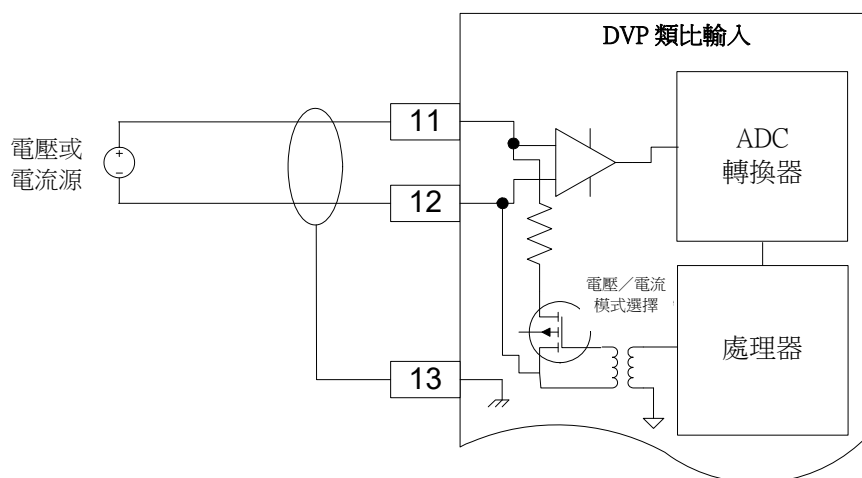 DVP 類比輸入
11
ADC
轉換器
電壓或
電流源
+
−
12
電壓／電流
模式選擇
處理器
13